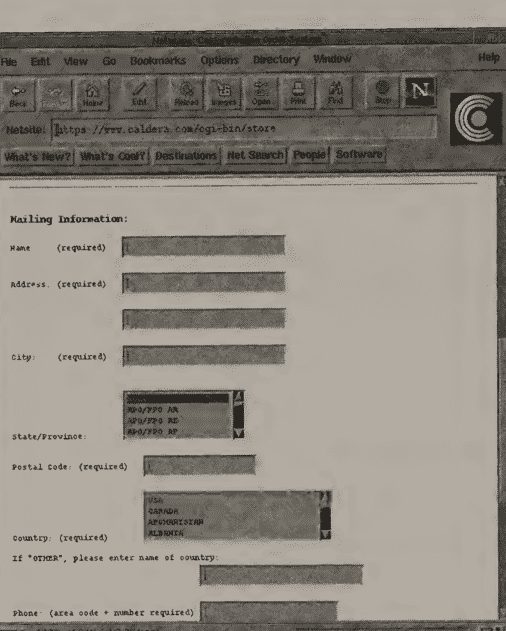 File Edit View Go Bookmarks Options Directory Window Help
Back Home Edit Reload Images Open Print Find Stop N
Netsite: https://www.caldera.com/cgi-bin/store
What's New? What's Cool? Destinations Net Search People Software
Mailing Information:
Name (required)
Address. (required)
City: (required)
APO/FPO AA
APO/FPO AE
APO/FPO AP
State/Province:
Postal Code: (required)
USA
CANADA
AFGHANISTAN
ALBANIA
Country: (required)
If "OTHER", please enter name of country:
Phone: (area code + number required)